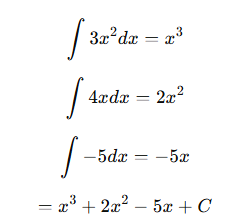 ∫ 3x²dx = x³
∫ 4xdx = 2x²
∫ −5dx = −5x
= x³ + 2x² − 5x + C